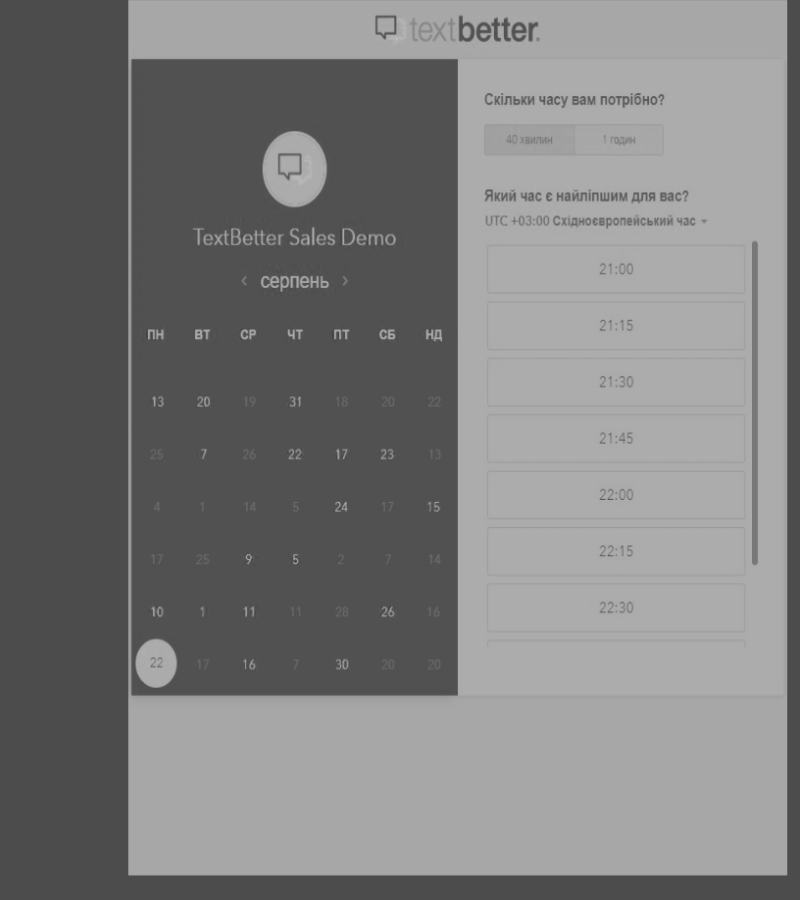 textbetter.
TextBetter Sales Demo
‹ серпень ›
ПН ВТ СР ЧТ ПТ СБ НД
13 20 19 31 18 20 22
25 7 26 22 17 23 13
4 1 14 5 24 17 15
17 25 9 5 2 7 14
10 1 11 11 28 26 16
22 17 16 7 30 20 20
Скільки часу вам потрібно?
40 хвилин 1 годин
Який час є найліпшим для вас?
UTC +03:00 Східноєвропейський час
21:00
21:15
21:30
21:45
22:00
22:15
22:30